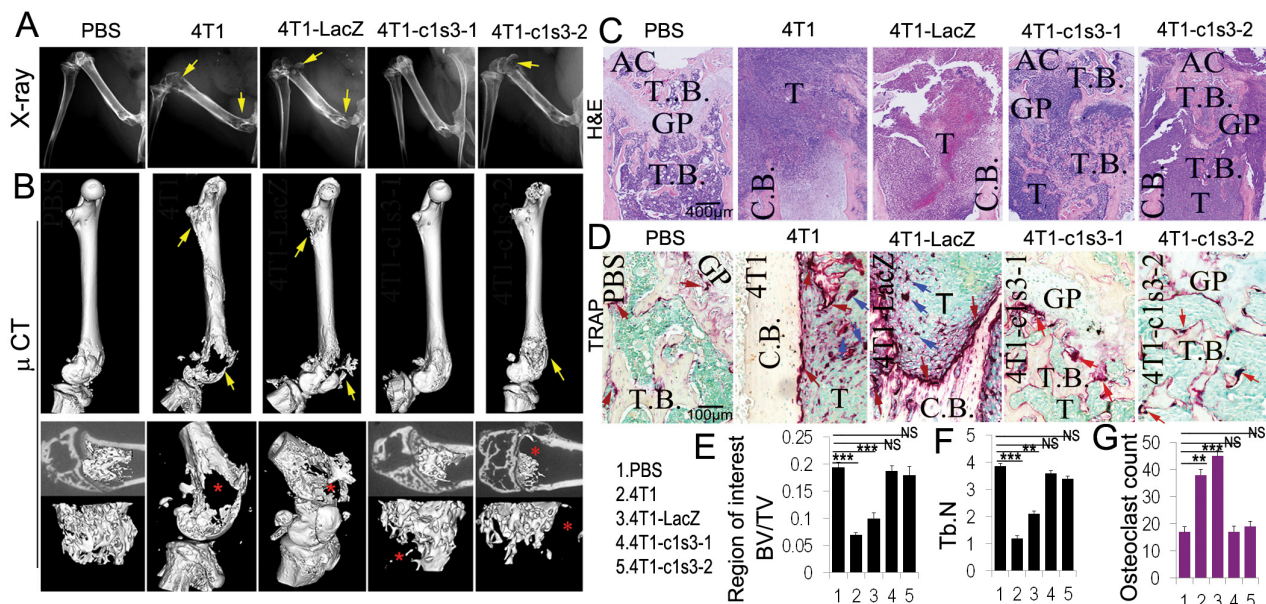 A
PBS 4T1 4T1-LacZ 4T1-c1s3-1 4T1-c1s3-2
X-ray
B
PBS 4T1 4T1-LacZ 4T1-c1s3-1 4T1-c1s3-2
μ CT
* * * * *
C PBS 4T1 4T1-LacZ 4T1-c1s3-1 4T1-c1s3-2
H&E
AC
T.B.
GP
T.B.
400μm
T
C.B.
T
C.B.
AC
T.B.
GP
T.B.
T
AC
T.B.
GP
T.B.
C.B.
T
D PBS 4T1 4T1-LacZ 4T1-c1s3-1 4T1-c1s3-2
TRAP
PBS
GP
T.B.
100μm
4T1
C.B.
T
4T1-LacZ
T
C.B.
4T1-c1s3-1
GP
T.B.
T
4T1-c1s3-2
GP
T.B.
1.PBS
2.4T1
3.4T1-LacZ
4.4T1-c1s3-1
5.4T1-c1s3-2
E
Region of interest
BV/TV
0.25
0.2
0.15
0.1
0.05
0
NS
NS
***
***
1 2 3 4 5
F
Tb.N
5
4
3
2
1
0
NS
NS
**
***
1 2 3 4 5
G
Osteoclast count
50
40
30
20
10
0
NS
NS
***
**
1 2 3 4 5